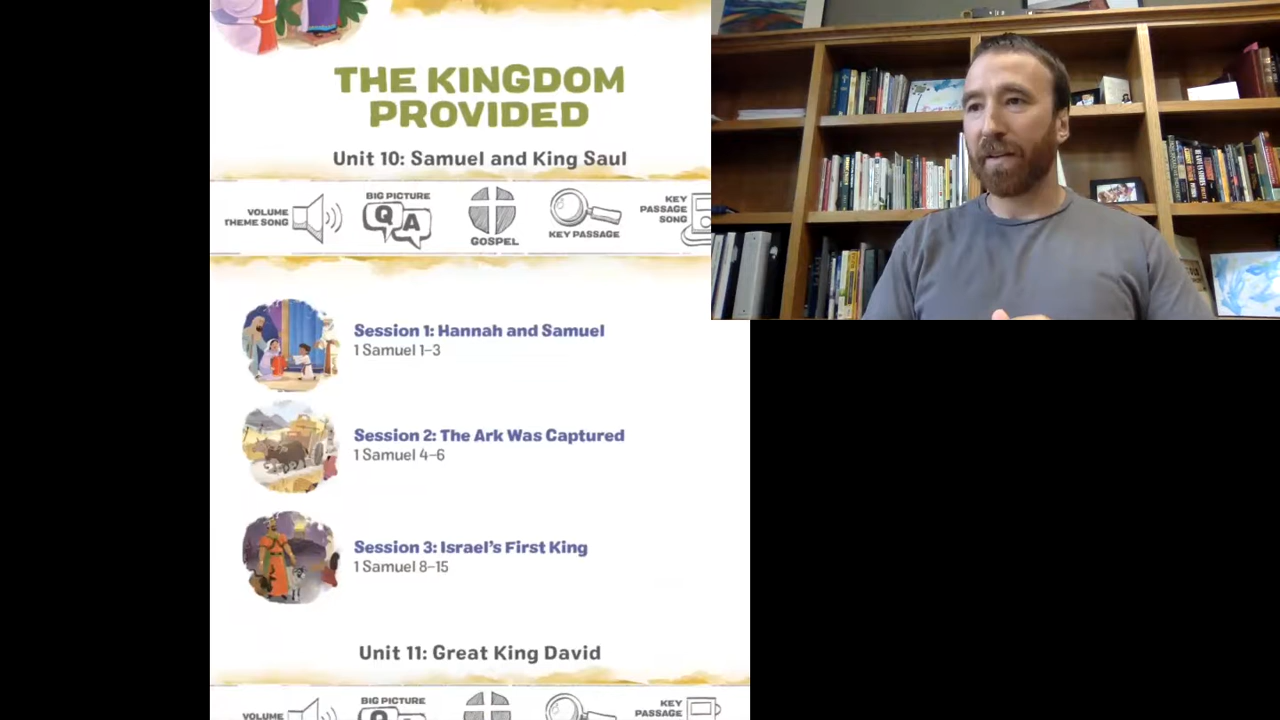 THE KINGDOM
PROVIDED
Unit 10: Samuel and King Saul
VOLUME
THEME SONG
BIG PICTURE
Q
A
GOSPEL
KEY PASSAGE
KEY
PASSAGE
SONG
Session 1: Hannah and Samuel
1 Samuel 1–3
Session 2: The Ark Was Captured
1 Samuel 4–6
Session 3: Israel's First King
1 Samuel 8–15
Unit 11: Great King David
VOLUME
BIG PICTURE
KEY
PASSAGE